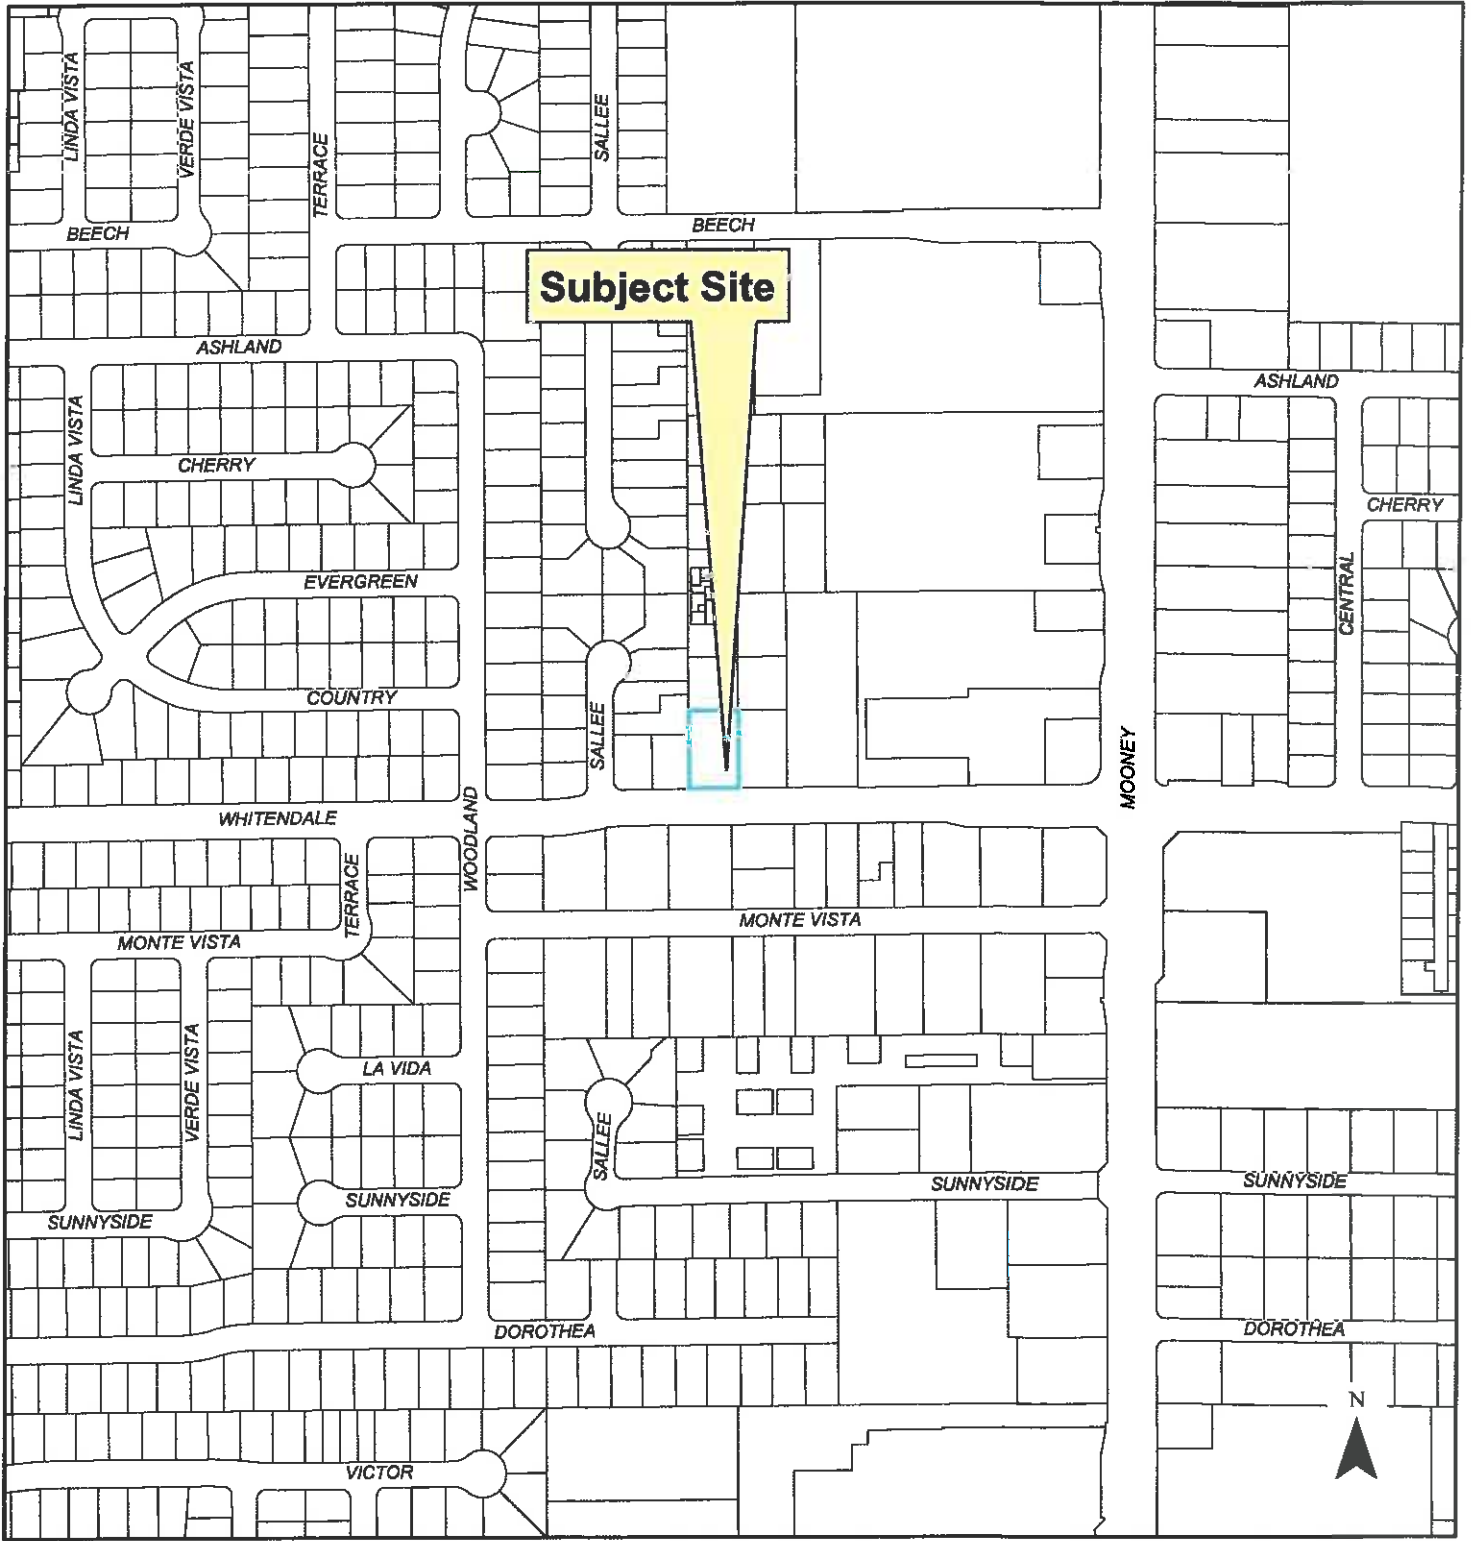 LINDA VISTA
VERDE VISTA
TERRACE
SALLEE
BEECH
BEECH
Subject Site
ASHLAND
ASHLAND
LINDA VISTA
CHERRY
CHERRY
EVERGREEN
CENTRAL
COUNTRY
SALLEE
MOONEY
WHITENDALE
WOODLAND
TERRACE
MONTE VISTA
MONTE VISTA
LINDA VISTA
VERDE VISTA
LA VIDA
SALLEE
SUNNYSIDE
SUNNYSIDE
SUNNYSIDE
SUNNYSIDE
DOROTHEA
DOROTHEA
N
VICTOR